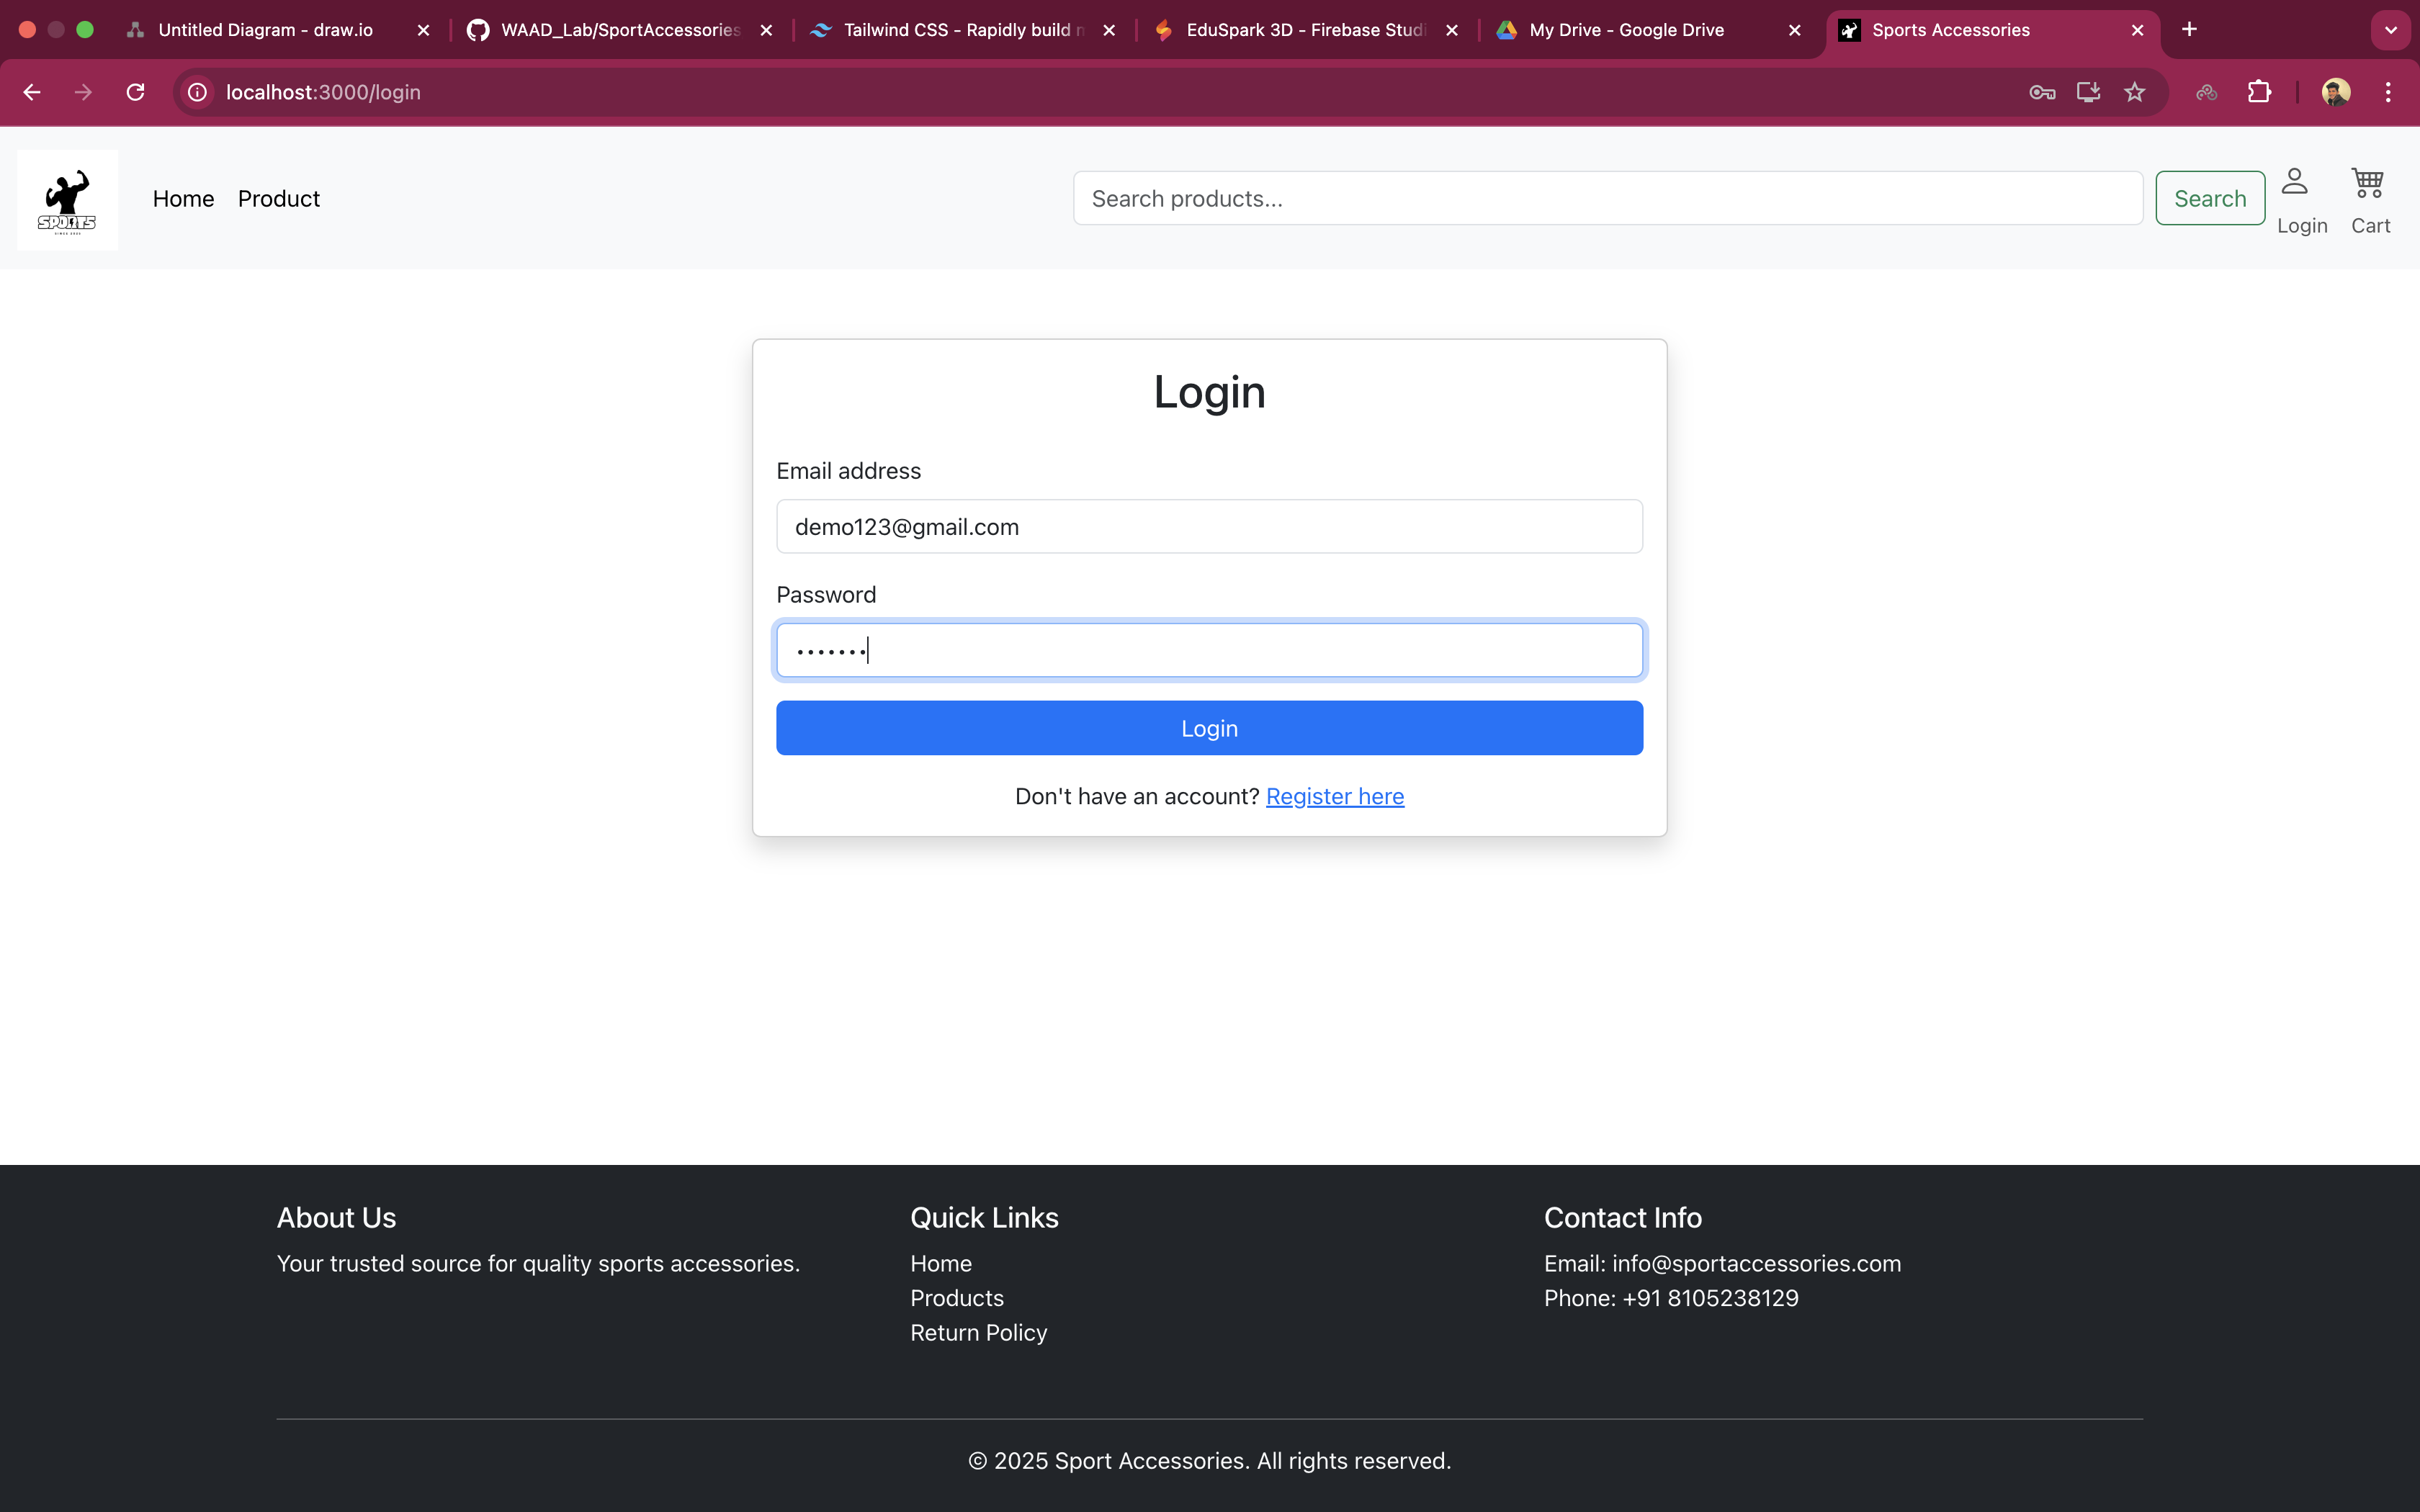 Untitled Diagram - draw.io
WAAD_Lab/SportAccessories
Tailwind CSS - Rapidly build
EduSpark 3D - Firebase Studi
My Drive - Google Drive
Sports Accessories
localhost:3000/login
SPORTS
Home
Product
Search products...
Search
Login
Cart
Login
Email address
demo123@gmail.com
Password
Login
Don't have an account? Register here
About Us
Your trusted source for quality sports accessories.
Quick Links
Home
Products
Return Policy
Contact Info
Email: info@sportaccessories.com
Phone: +91 8105238129
© 2025 Sport Accessories. All rights reserved.